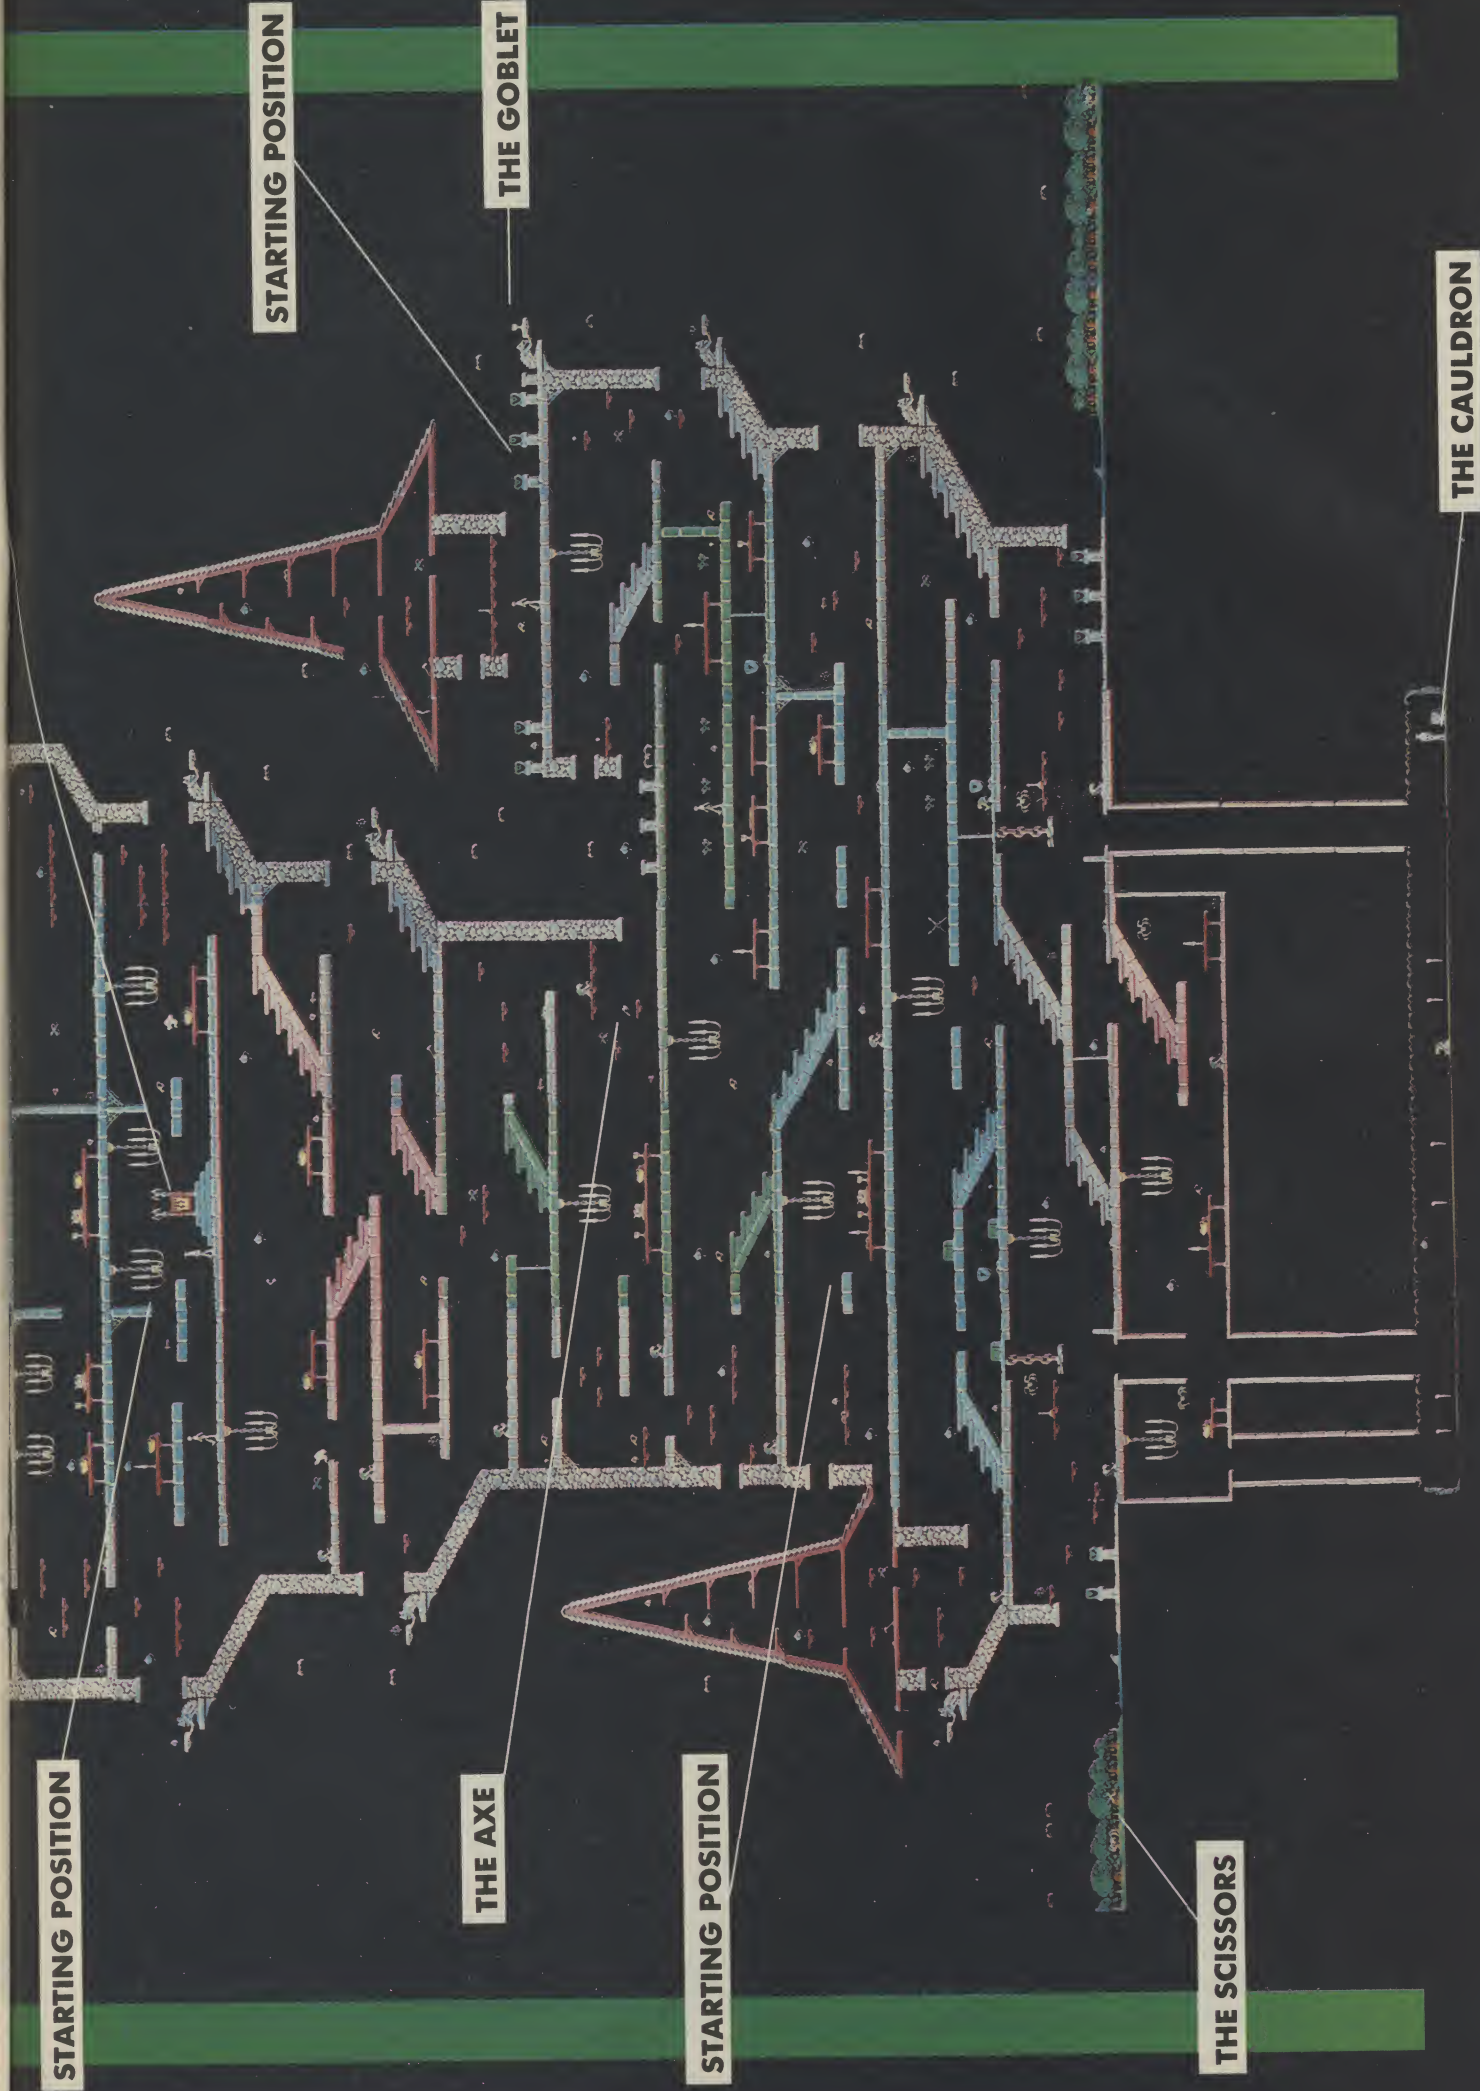 STARTING POSITION
THE GOBLET
STARTING POSITION
THE AXE
STARTING POSITION
THE SCISSORS
THE CAULDRON